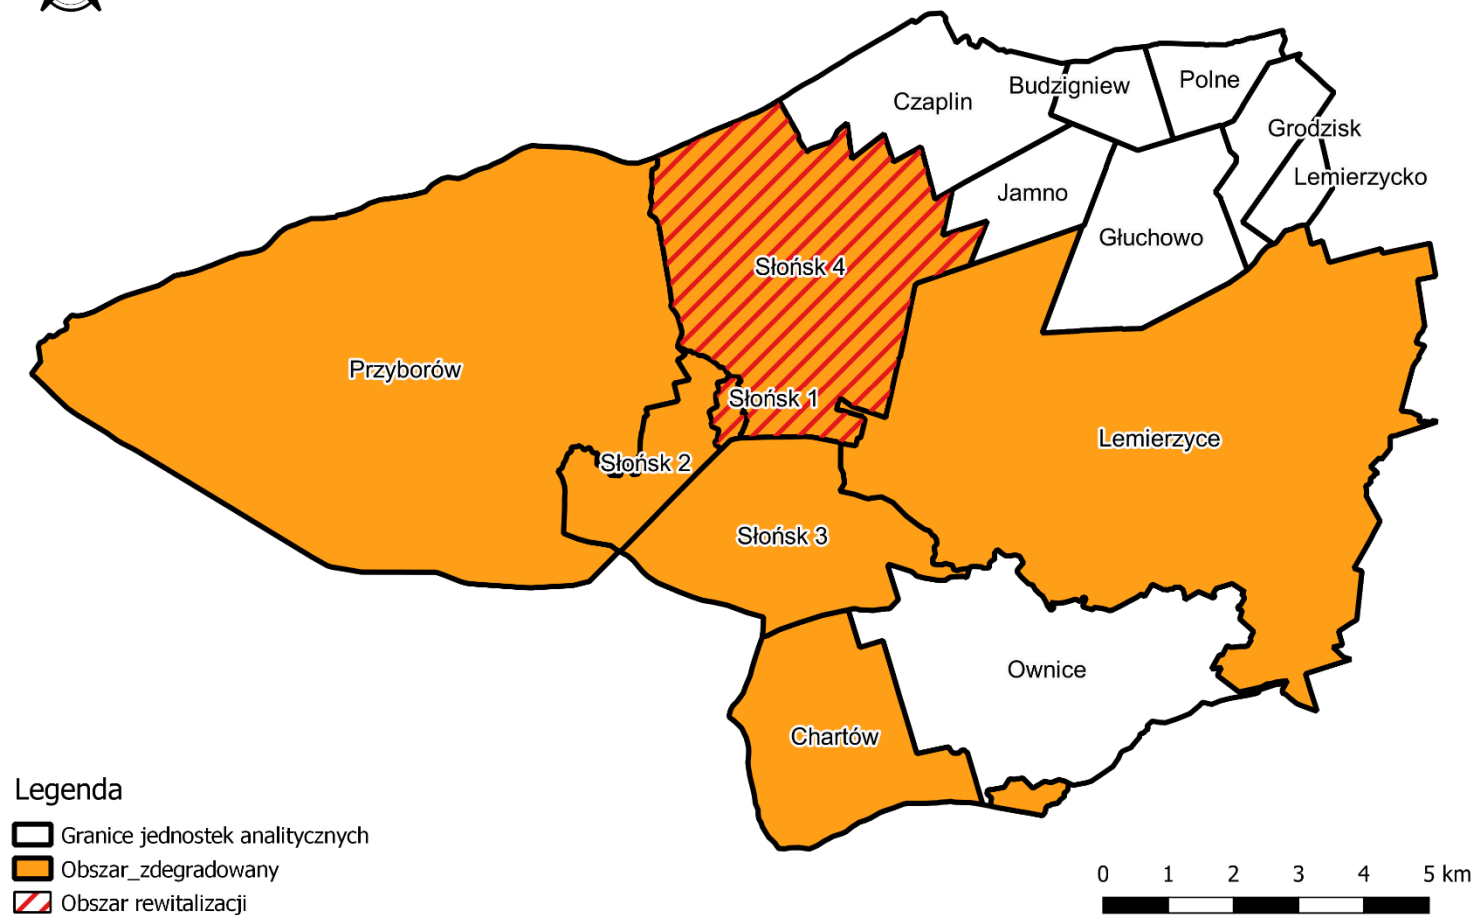 Czaplin
Budzigniew
Polne
Grodzisk
Lemierzycko
Jamno
Głuchowo
Słońsk 4
Przyborów
Słońsk 1
Lemierzyce
Słońsk 2
Słońsk 3
Ownice
Chartów
Legenda
Granice jednostek analitycznych
Obszar_zdegradowany
Obszar rewitalizacji
0 1 2 3 4 5 km